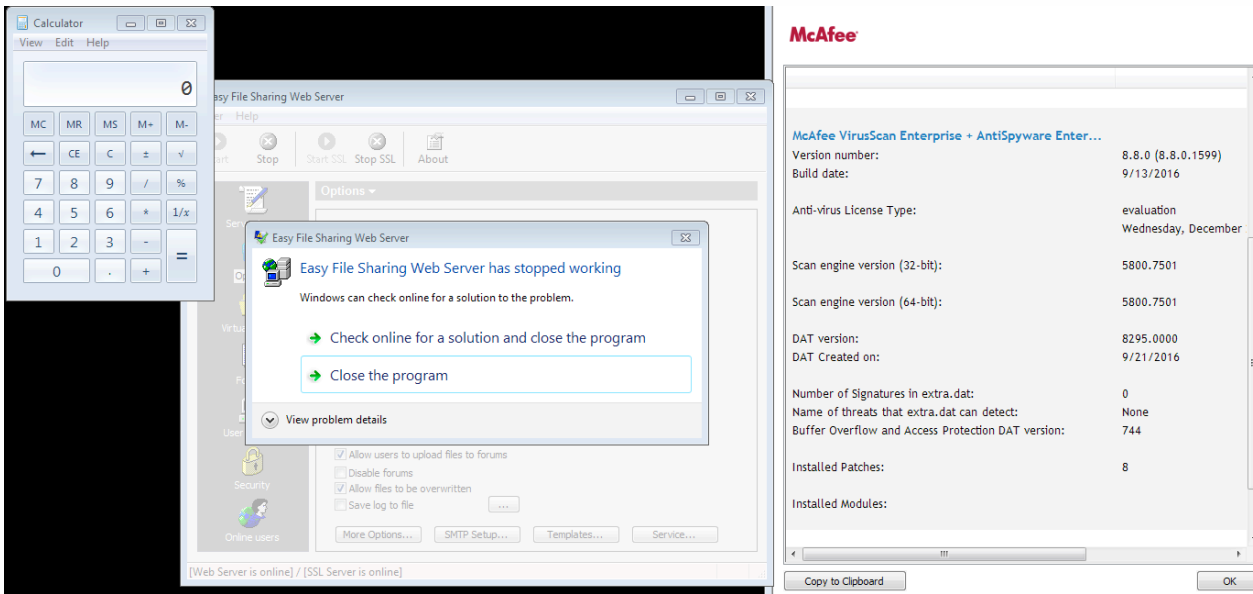 Calculator
View Edit Help
0
MC MR MS M+ M-
← CE C ± √
7 8 9 / %
4 5 6 * 1/x
1 2 3 - =
0 . +
asy File Sharing Web Server
er Help
art Stop Start SSL Stop SSL About
Options
Easy File Sharing Web Server
Easy File Sharing Web Server has stopped working
Windows can check online for a solution to the problem.
Check online for a solution and close the program
Close the program
View problem details
Allow users to upload files to forums
Disable forums
Allow files to be overwritten
Save log to file ...
More Options... SMTP Setup... Templates... Service...
Security
Online users
[Web Server is online] / [SSL Server is online]
McAfee
McAfee VirusScan Enterprise + AntiSpyware Enter...
Version number: 8.8.0 (8.8.0.1599)
Build date: 9/13/2016
Anti-virus License Type: evaluation
Wednesday, December
Scan engine version (32-bit): 5800.7501
Scan engine version (64-bit): 5800.7501
DAT version: 8295.0000
DAT Created on: 9/21/2016
Number of Signatures in extra.dat: 0
Name of threats that extra.dat can detect: None
Buffer Overflow and Access Protection DAT version: 744
Installed Patches: 8
Installed Modules:
Copy to Clipboard OK